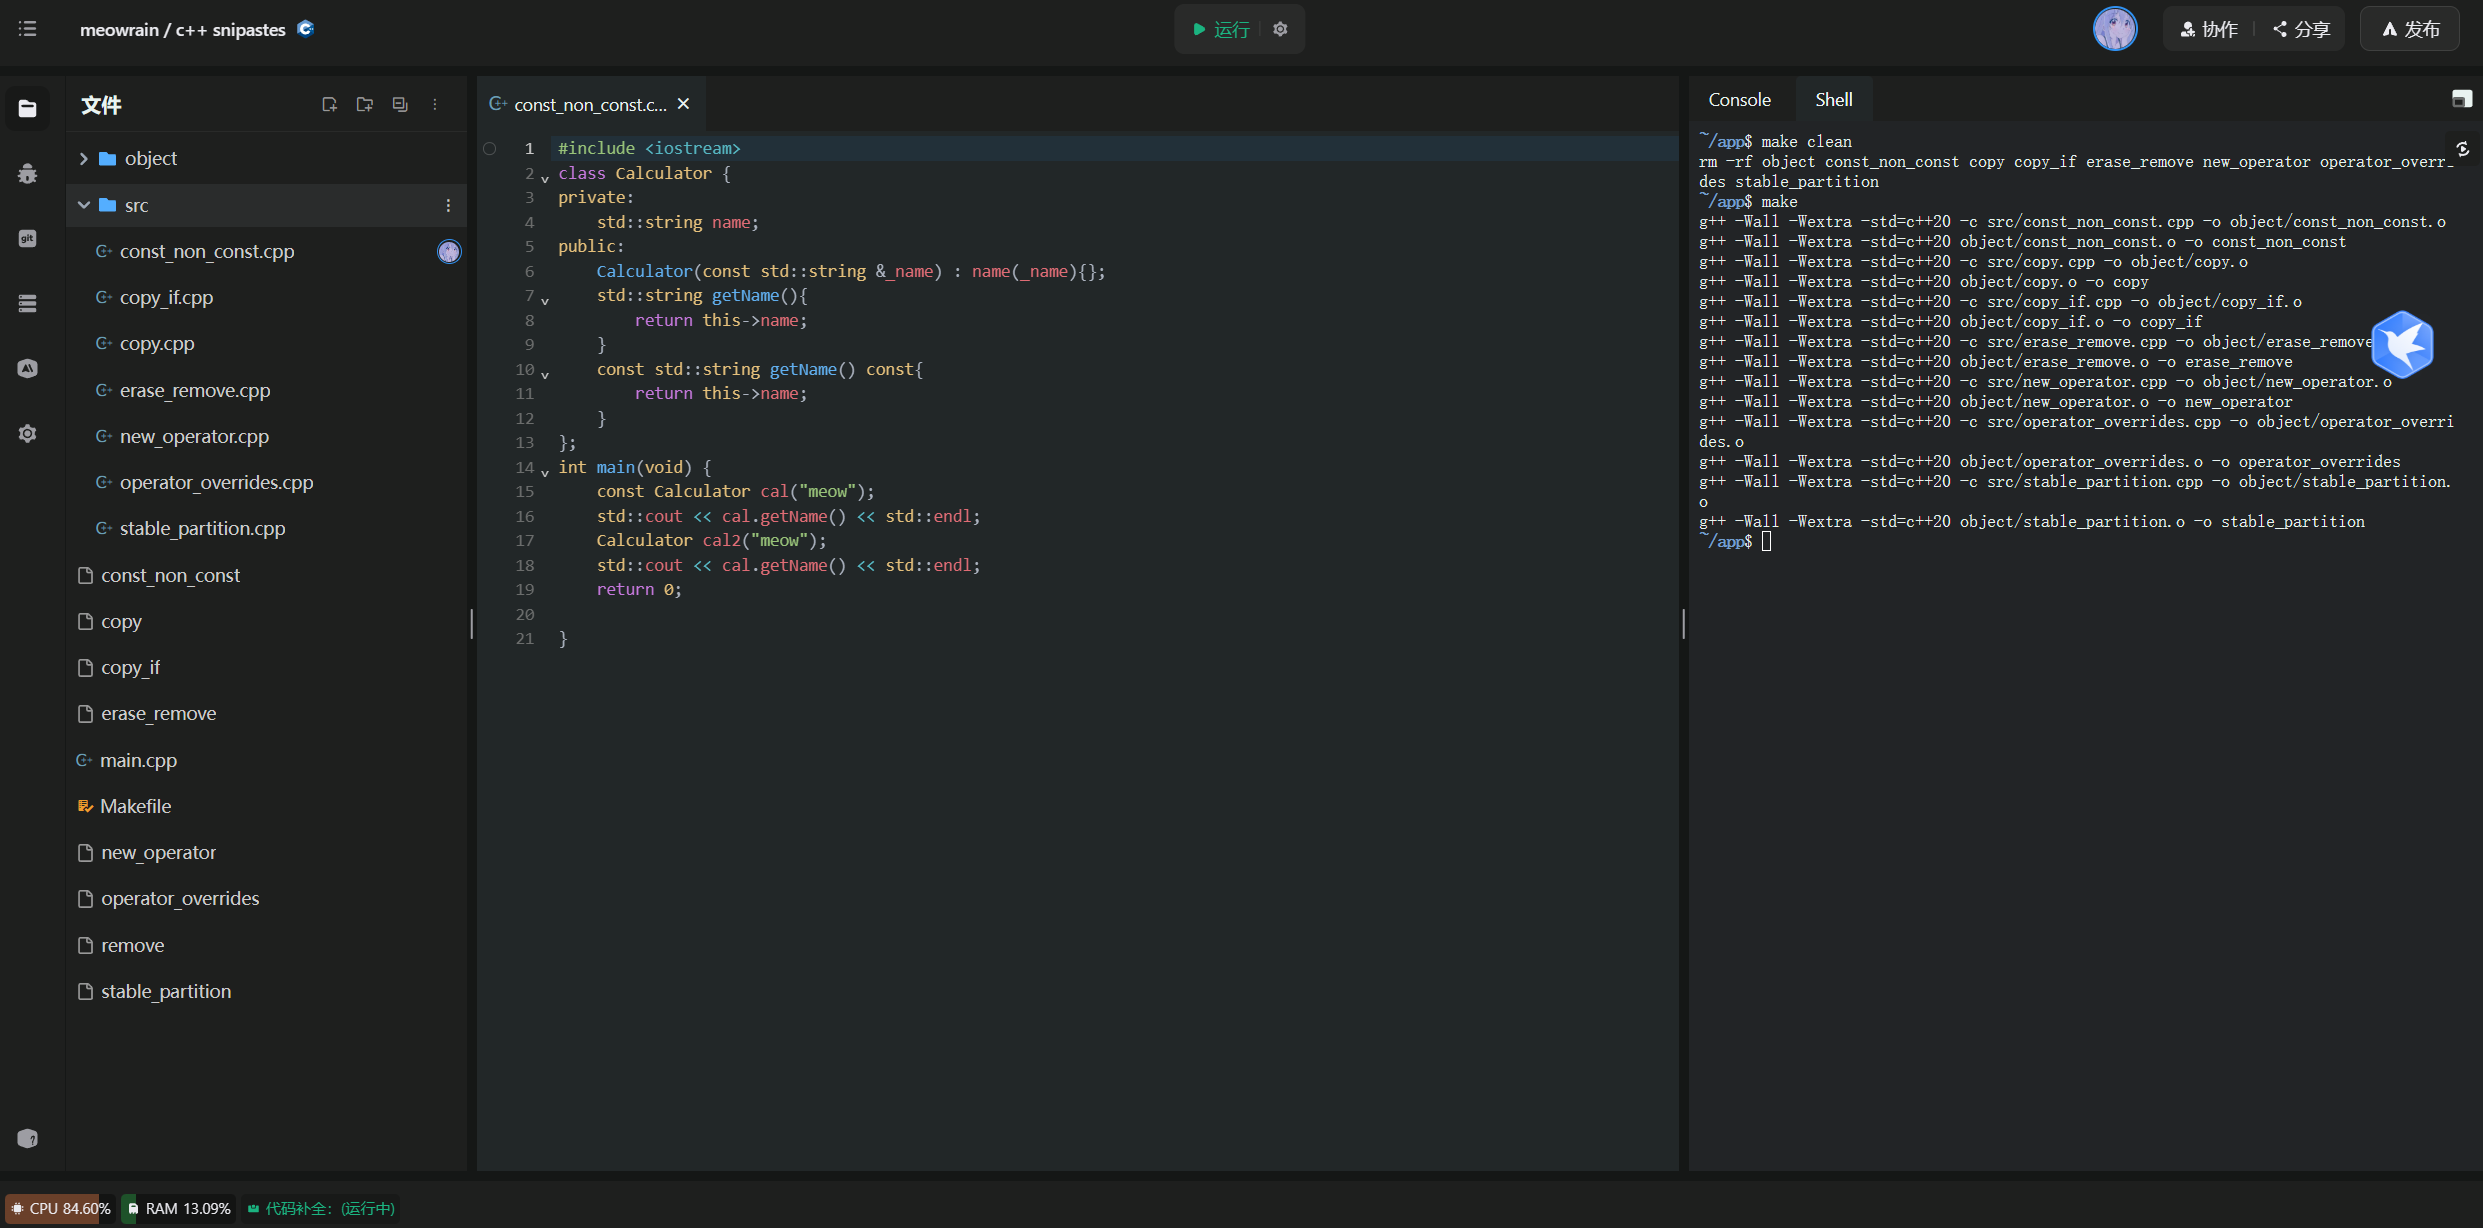 meowrain / c++ snipastes
运行
协作
分享
发布
文件
object
src
const_non_const.cpp
copy_if.cpp
copy.cpp
erase_remove.cpp
new_operator.cpp
operator_overrides.cpp
stable_partition.cpp
const_non_const
copy
copy_if
erase_remove
main.cpp
Makefile
new_operator
operator_overrides
remove
stable_partition
git
const_non_const.c...
1 #include <iostream>
2 class Calculator {
3 private:
4     std::string name;
5 public:
6     Calculator(const std::string &_name) : name(_name){};
7     std::string getName(){
8         return this->name;
9     }
10     const std::string getName() const{
11         return this->name;
12     }
13 };
14 int main(void) {
15     const Calculator cal("meow");
16     std::cout << cal.getName() << std::endl;
17     Calculator cal2("meow");
18     std::cout << cal.getName() << std::endl;
19     return 0;
20
21 }
Console Shell
~/app$ make clean
rm -rf object const_non_const copy copy_if erase_remove new_operator operator_overri
des stable_partition
~/app$ make
g++ -Wall -Wextra -std=c++20 -c src/const_non_const.cpp -o object/const_non_const.o
g++ -Wall -Wextra -std=c++20 object/const_non_const.o -o const_non_const
g++ -Wall -Wextra -std=c++20 -c src/copy.cpp -o object/copy.o
g++ -Wall -Wextra -std=c++20 object/copy.o -o copy
g++ -Wall -Wextra -std=c++20 -c src/copy_if.cpp -o object/copy_if.o
g++ -Wall -Wextra -std=c++20 object/copy_if.o -o copy_if
g++ -Wall -Wextra -std=c++20 -c src/erase_remove.cpp -o object/erase_remove
g++ -Wall -Wextra -std=c++20 object/erase_remove.o -o erase_remove
g++ -Wall -Wextra -std=c++20 -c src/new_operator.cpp -o object/new_operator.o
g++ -Wall -Wextra -std=c++20 object/new_operator.o -o new_operator
g++ -Wall -Wextra -std=c++20 -c src/operator_overrides.cpp -o object/operator_overri
des.o
g++ -Wall -Wextra -std=c++20 object/operator_overrides.o -o operator_overrides
g++ -Wall -Wextra -std=c++20 -c src/stable_partition.cpp -o object/stable_partition.
o
g++ -Wall -Wextra -std=c++20 object/stable_partition.o -o stable_partition
~/app$
CPU 84.60%
RAM 13.09%
代码补全：(运行中)